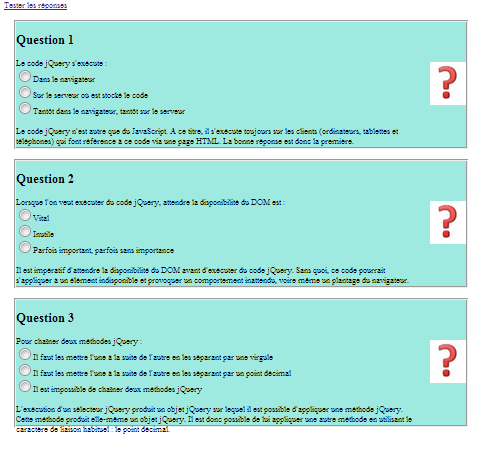 Tester les réponses
Question 1
Le code jQuery s'exécute :
Dans le navigateur
Sur le serveur où est stocké le code
Tantôt dans le navigateur, tantôt sur le serveur
Le code jQuery n'est autre que du JavaScript. A ce titre, il s'exécute toujours sur les clients (ordinateurs, tablettes et
téléphones) qui font référence à ce code via une page HTML. La bonne réponse est donc la première.
Question 2
Lorsque l'on veut exécuter du code jQuery, attendre la disponibilité du DOM est :
Vital
Inutile
Parfois important, parfois sans importance
Il est impératif d'attendre la disponibilité du DOM avant d'exécuter du code jQuery. Sans quoi, ce code pourrait
s'appliquer à un élément indisponible et provoquer un comportement inattendu, voire même un plantage du navigateur.
Question 3
Pour chaîner deux méthodes jQuery :
Il faut les mettre l'une à la suite de l'autre en les séparant par une virgule
Il faut les mettre l'une à la suite de l'autre en les séparant par un point décimal
Il est impossible de chaîner deux méthodes jQuery
L'exécution d'un sélecteur jQuery produit un objet jQuery sur lequel il est possible d'appliquer une méthode jQuery.
Cette méthode produit elle-même un objet jQuery. Il est donc possible de lui appliquer une autre méthode en utilisant le
caractère de liaison habituel : le point décimal.